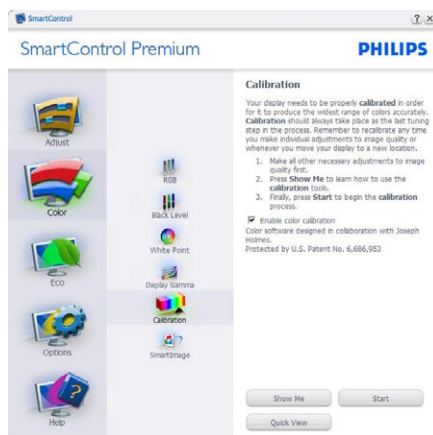 SmartControl
SmartControl Premium
PHILIPS
Adjust
Color
Eco
Options
Help
RGB
Black Level
White Point
Display Gamma
Calibration
SmartImage
Calibration
Your display needs to be properly calibrated in order
for it to produce the widest range of colors accurately.
Calibration should always take place as the last tuning
step in the process. Remember to recalibrate any time
you make individual adjustments to image quality or
whenever you move your display to a new location.
1. Make all other necessary adjustments to image
quality first.
2. Press Show Me to learn how to use the
calibration tools.
3. Finally, press Start to begin the calibration
process.
Enable color calibration
Color software designed in collaboration with Joseph
Holmes.
Protected by U.S. Patent No. 6,686,953
Show Me
Start
Quick View